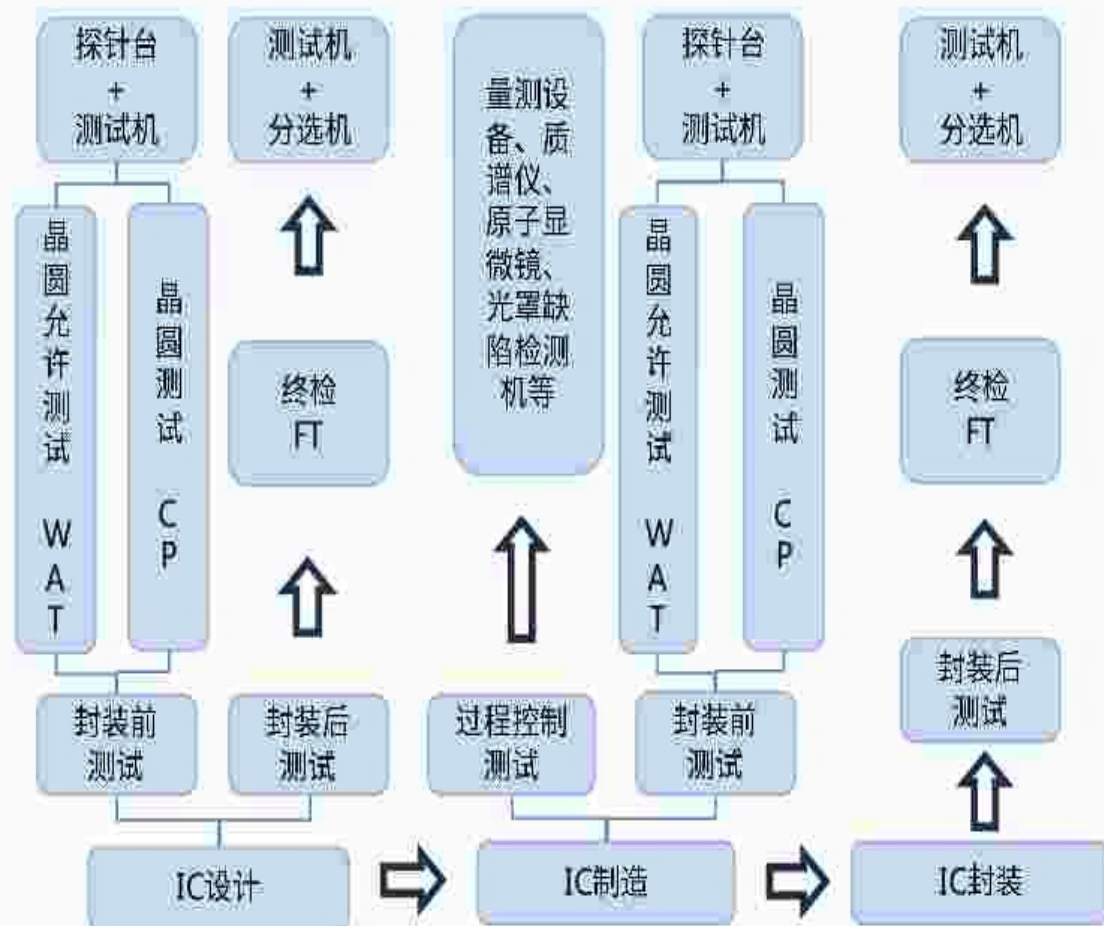 探针台
+
测试机
测试机
+
分选机
量测设
备、质
谱仪、
原子显
微镜、
光罩缺
陷检测
机等
探针台
+
测试机
测试机
+
分选机
晶圆允许测试 WAT
晶圆测试 CP
终检
FT
晶圆允许测试 WAT
晶圆测试 CP
终检
FT
封装前
测试
封装后
测试
过程控制
测试
封装前
测试
封装后
测试
IC设计
IC制造
IC封装